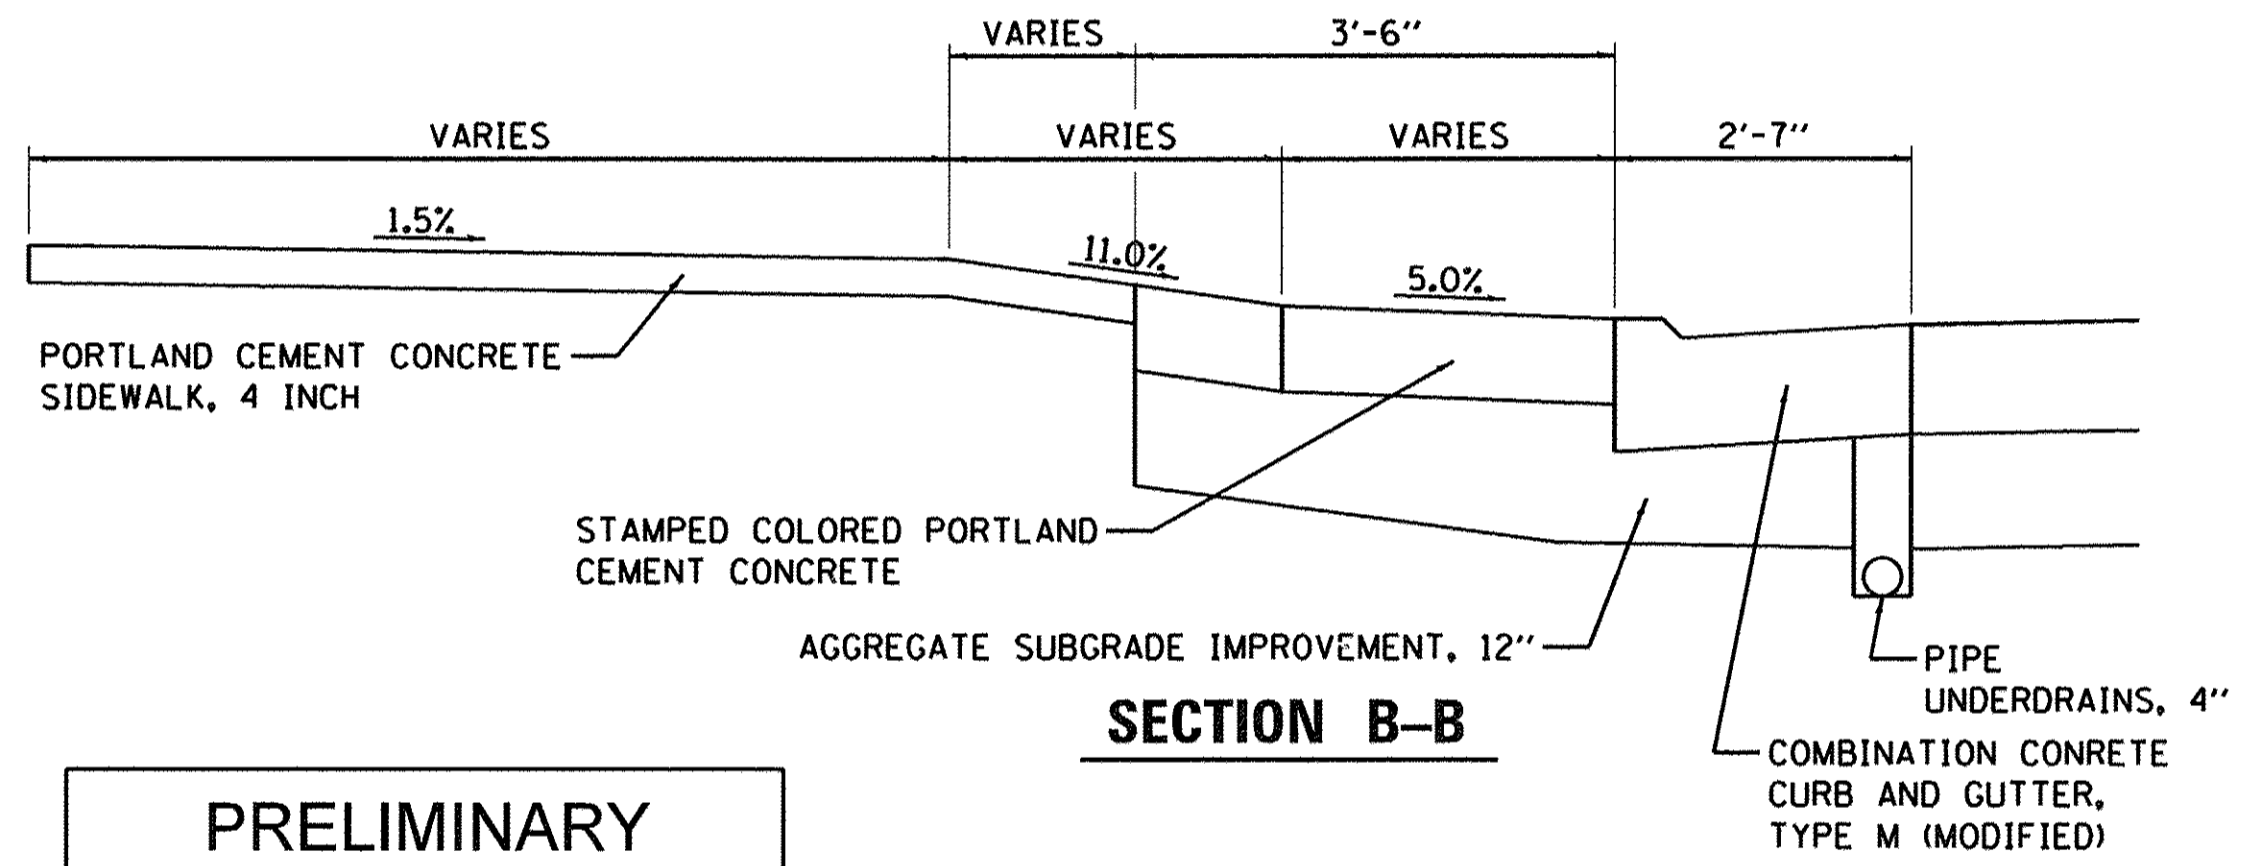 VARIES 3'-6"
VARIES VARIES VARIES 2'-7"
1.5%
11.0%
5.0%
PORTLAND CEMENT CONCRETE
SIDEWALK, 4 INCH
STAMPED COLORED PORTLAND
CEMENT CONCRETE
AGGREGATE SUBGRADE IMPROVEMENT, 12"
PIPE
UNDERDRAINS, 4"
SECTION B-B
COMBINATION CONRETE
CURB AND GUTTER,
TYPE M (MODIFIED)
PRELIMINARY